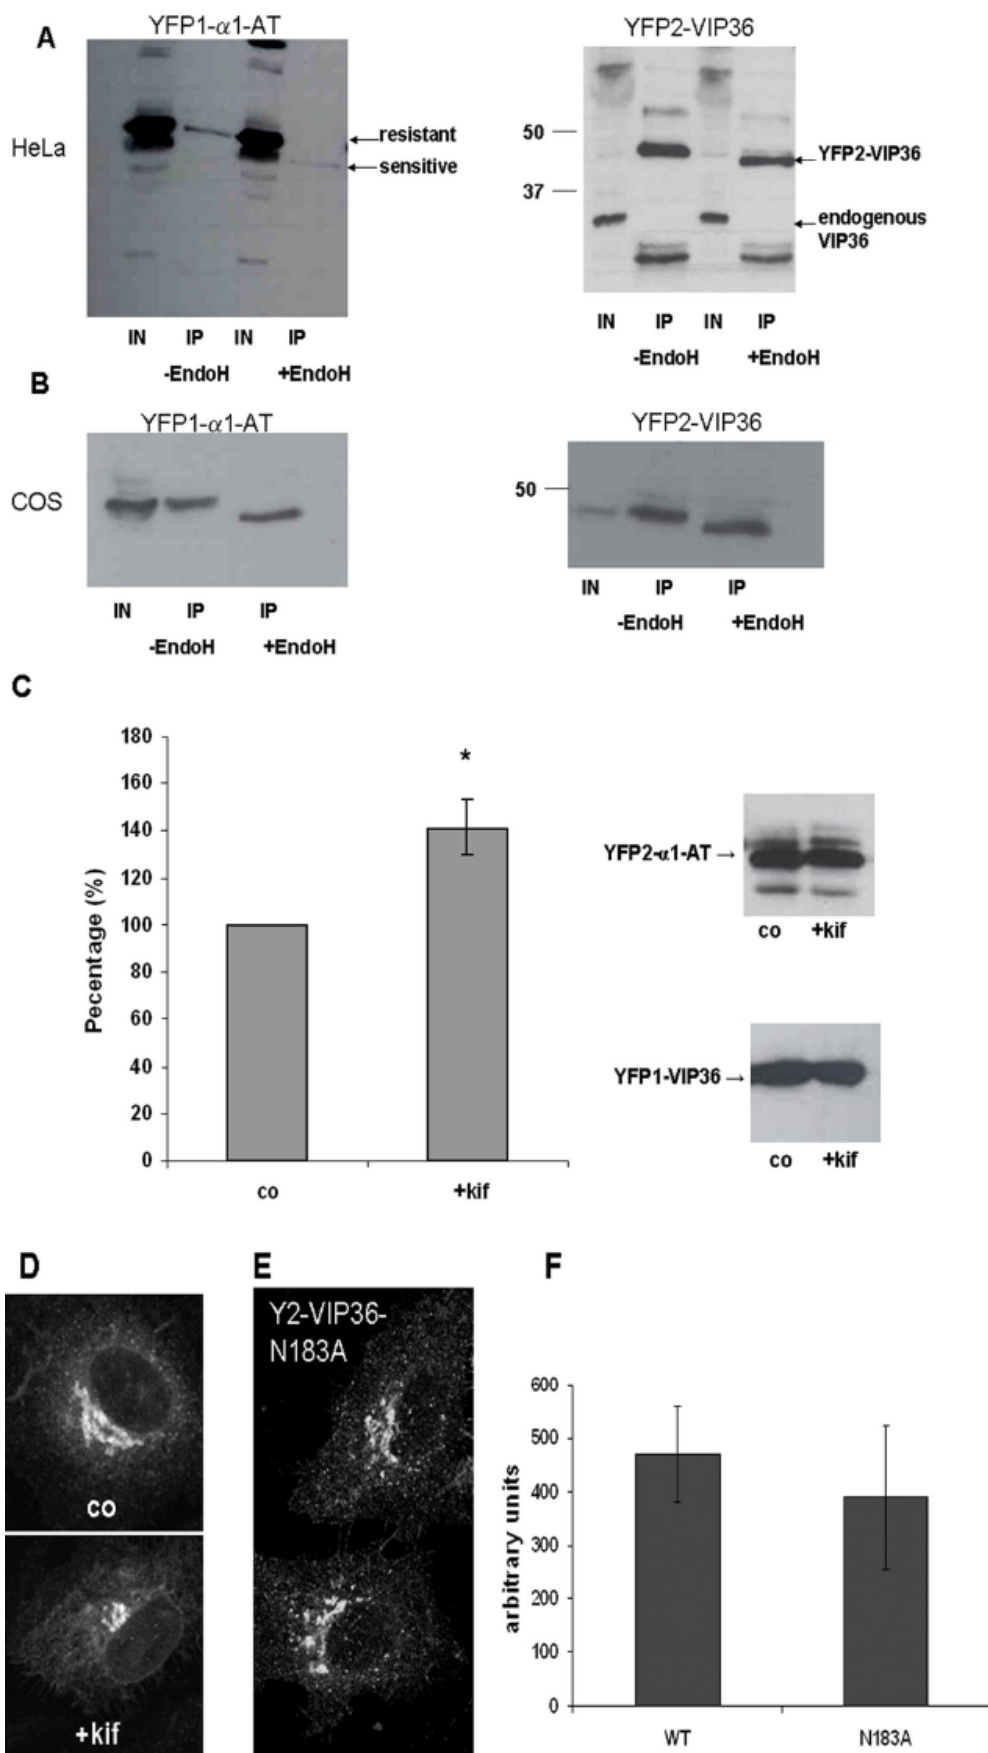 A
YFP1-α1-AT
YFP2-VIP36
HeLa
resistant
sensitive
50
37
YFP2-VIP36
endogenous
VIP36
IN IP IN IP
-EndoH +EndoH
IN IP IN IP
-EndoH +EndoH
B
YFP1-α1-AT
YFP2-VIP36
COS
50
IN IP IP
-EndoH +EndoH
IN IP IP
-EndoH +EndoH
C
180
160
140
120
100
80
60
40
20
0
Pecentage (%)
*
co +kif
YFP2-α1-AT →
co +kif
YFP1-VIP36 →
co +kif
D
co
+kif
E
Y2-VIP36-
N183A
F
600
500
400
300
200
100
0
arbitrary units
WT N183A